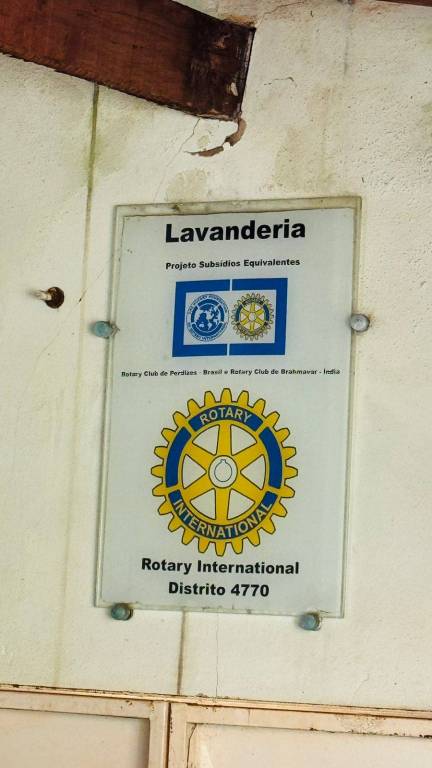 Lavanderia
Projeto Subsídios Equivalentes
Rotary Club de Perdizes - Brasil e Rotary Club de Brahmavar - Índia
ROTARY
INTERNATIONAL
Rotary International
Distrito 4770